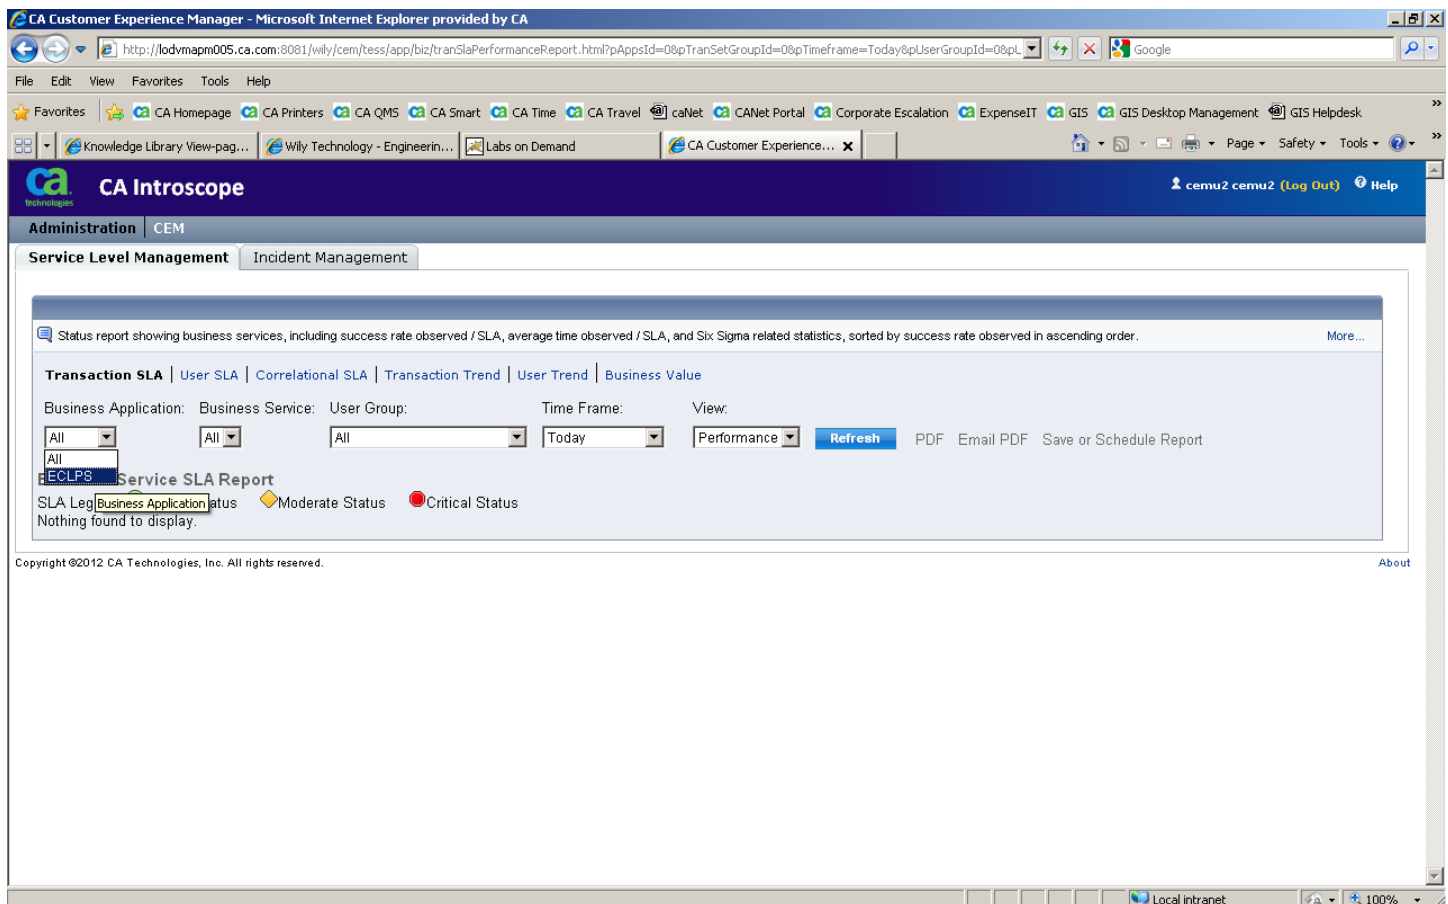 CA Customer Experience Manager - Microsoft Internet Explorer provided by CA
http://lodvmapm005.ca.com:8081/wily/cem/tess/app/biz/tranSlaPerformanceReport.html?pAppsId=0&pTranSetGroupId=0&pTimeframe=Today&pUserGroupId=0&pL
Google
File Edit View Favorites Tools Help
Favorites CA Homepage CA Printers CA QMS CA Smart CA Time CA Travel caNet CANet Portal Corporate Escalation ExpenseIT GIS GIS Desktop Management GIS Helpdesk »
Knowledge Library View-pag... Wily Technology - Engineerin... Labs on Demand CA Customer Experience... X Page Safety Tools »
ca technologies CA Introscope cemu2 cemu2 (Log Out) Help
Administration | CEM
Service Level Management Incident Management
Status report showing business services, including success rate observed / SLA, average time observed / SLA, and Six Sigma related statistics, sorted by success rate observed in ascending order. More...
Transaction SLA | User SLA | Correlational SLA | Transaction Trend | User Trend | Business Value
Business Application: Business Service: User Group: Time Frame: View:
All All All Today Performance Refresh PDF Email PDF Save or Schedule Report
All
ECLPS Service SLA Report
SLA Leg Business Application atus Moderate Status Critical Status
Nothing found to display.
Copyright ©2012 CA Technologies, Inc. All rights reserved. About
Local intranet 100%